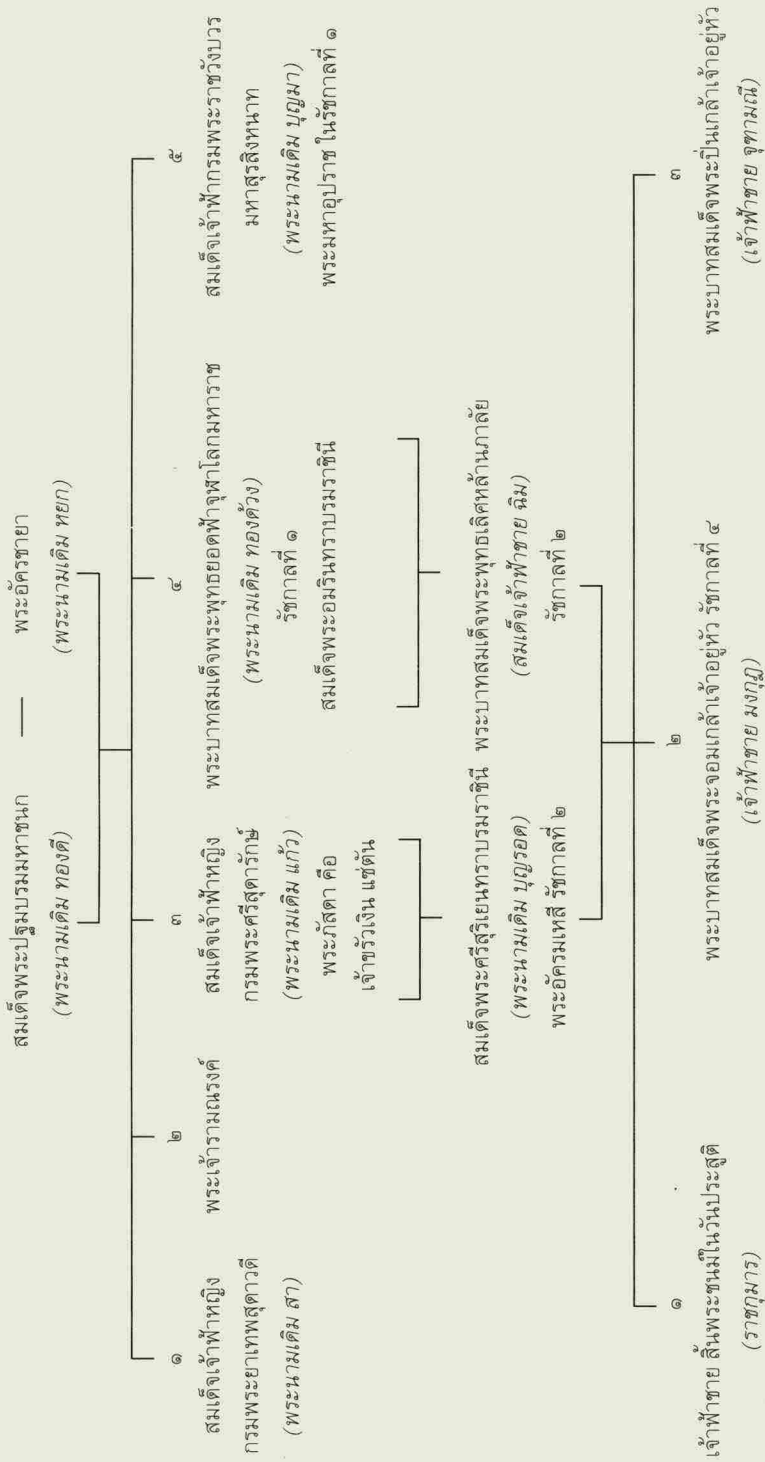 สมเด็จพระปฐมบรมมหาชนก — พระอัครชายา
(พระนามเดิม ทองดี) (พระนามเดิม หยก)
๑
สมเด็จเจ้าฟ้าหญิง
กรมพระยาเทพสุดาวดี
(พระนามเดิม สา)
๒
พระเจ้ารามณรงค์
๓
สมเด็จเจ้าฟ้าหญิง
กรมพระศรีสุดารักษ์
(พระนามเดิม แก้ว)
พระภัสดา คือ
เจ้าขรัวเงิน แซ่ตัน
๔
พระบาทสมเด็จพระพุทธยอดฟ้าจุฬาโลกมหาราช
(พระนามเดิม ทองด้วง)
รัชกาลที่ ๑
สมเด็จพระอมรินทราบรมราชินี
๕
สมเด็จเจ้าฟ้ากรมพระราชวังบวร
มหาสุรสิงหนาท
(พระนามเดิม บุญมา)
พระมหาอุปราช ในรัชกาลที่ ๑
สมเด็จพระศรีสุริเยนทราบรมราชินี
(พระนามเดิม บุญรอด)
พระอัครมเหสี รัชกาลที่ ๒
พระบาทสมเด็จพระพุทธเลิศหล้านภาลัย
(สมเด็จเจ้าฟ้าชาย ฉิม)
รัชกาลที่ ๒
๑
เจ้าฟ้าชาย สิ้นพระชนม์ในวันประสูติ
(ราชกุมาร)
๒
พระบาทสมเด็จพระจอมเกล้าเจ้าอยู่หัว รัชกาลที่ ๔
(เจ้าฟ้าชาย มงกุฎ)
๓
พระบาทสมเด็จพระปิ่นเกล้าเจ้าอยู่หัว
(เจ้าฟ้าชาย จุฑามณี)